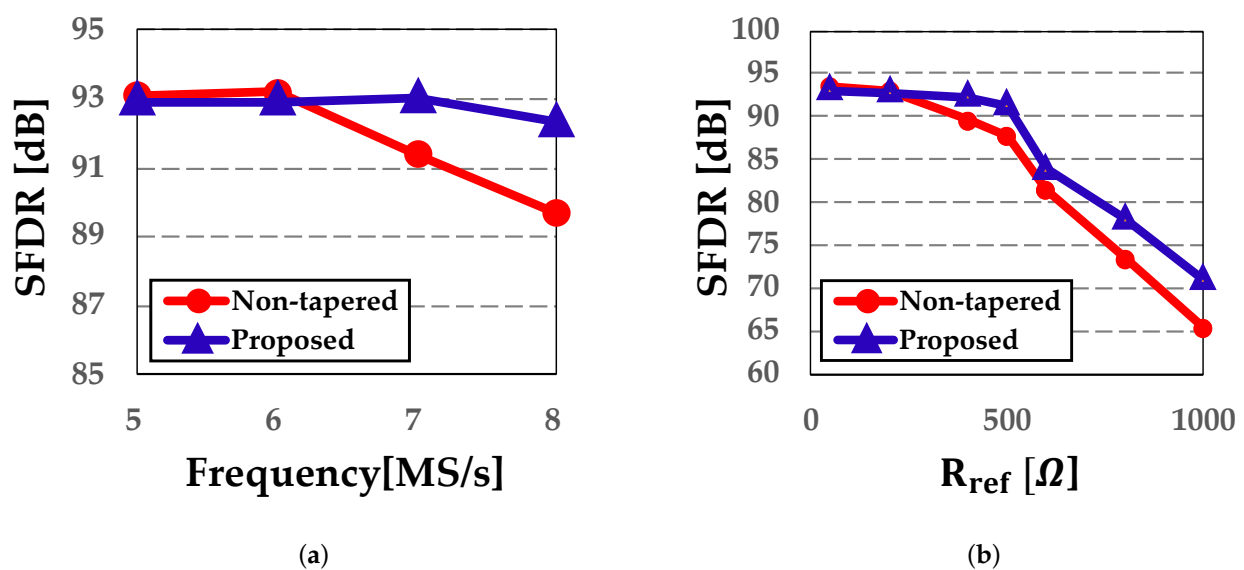 SFDR [dB]
95
93
91
89
87
85
Non-tapered
Proposed
5 6 7 8
Frequency[MS/s]
(a)
SFDR [dB]
100
95
90
85
80
75
70
65
60
Non-tapered
Proposed
0 500 1000
R_ref [Ω]
(b)